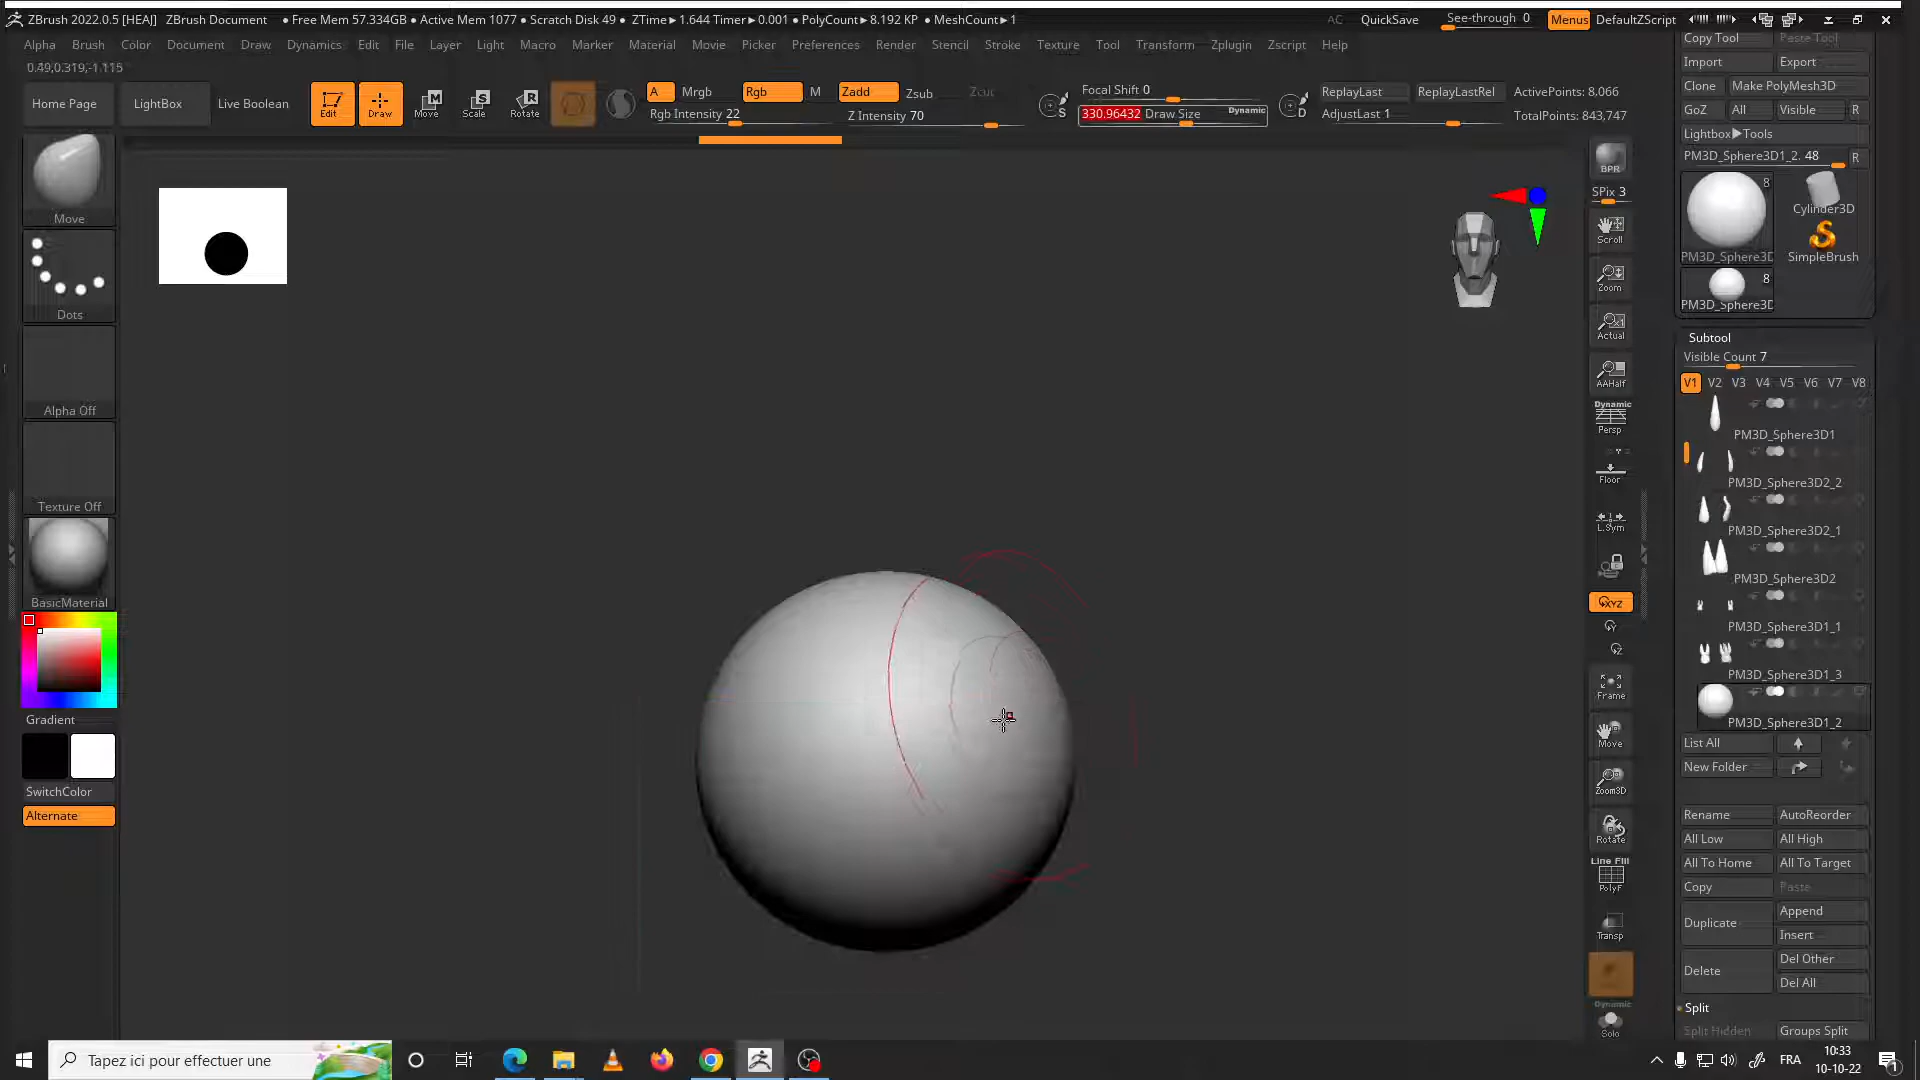 ZBrush 2022.0.5 [HEAJ] ZBrush Document • Free Mem 57.334GB • Active Mem 1077 • Scratch Disk 49 • ZTime►1.644 Timer►0.001 • PolyCount►8.192 KP • MeshCount►1 AC QuickSave See-through 0 Menus DefaultZScript
Alpha Brush Color Document Draw Dynamics Edit File Layer Light Macro Marker Material Movie Picker Preferences Render Stencil Stroke Texture Tool Transform Zplugin Zscript Help
0.49,0.319,-1.115
Home Page LightBox Live Boolean Edit Draw Move Scale Rotate
A Mrgb Rgb M Zadd Zsub Zcut Focal Shift 0 ReplayLast ReplayLastRel ActivePoints: 8,066
Rgb Intensity 22 Z Intensity 70 S 330.96432 Draw Size Dynamic D AdjustLast 1 TotalPoints: 843,747
Move
Dots
Alpha Off
Texture Off
BasicMaterial
Gradient
SwitchColor
Alternate
BPR
SPix 3
Scroll
Zoom
Actual
AAHalf
Dynamic
Persp
Floor
L.Sym
XYZ
Frame
Move
Zoom3D
Rotate
Line Fill
PolyF
Transp
Dynamic
Solo
Copy Tool Paste Tool
Import Export
Clone Make PolyMesh3D
GoZ All Visible R
Lightbox►Tools
PM3D_Sphere3D1_2. 48 R
8
Cylinder3D
PM3D_Sphere3D SimpleBrush
8
PM3D_Sphere3D
Subtool
Visible Count 7
V1 V2 V3 V4 V5 V6 V7 V8
PM3D_Sphere3D1
PM3D_Sphere3D2_2
PM3D_Sphere3D2_1
PM3D_Sphere3D2
PM3D_Sphere3D1_1
PM3D_Sphere3D1_3
PM3D_Sphere3D1_2
List All
New Folder
Rename AutoReorder
All Low All High
All To Home All To Target
Copy Paste
Duplicate Append
Insert
Delete Del Other
Del All
Split
Split Hidden Groups Split
Tapez ici pour effectuer une
FRA 10:33
10-10-22 1